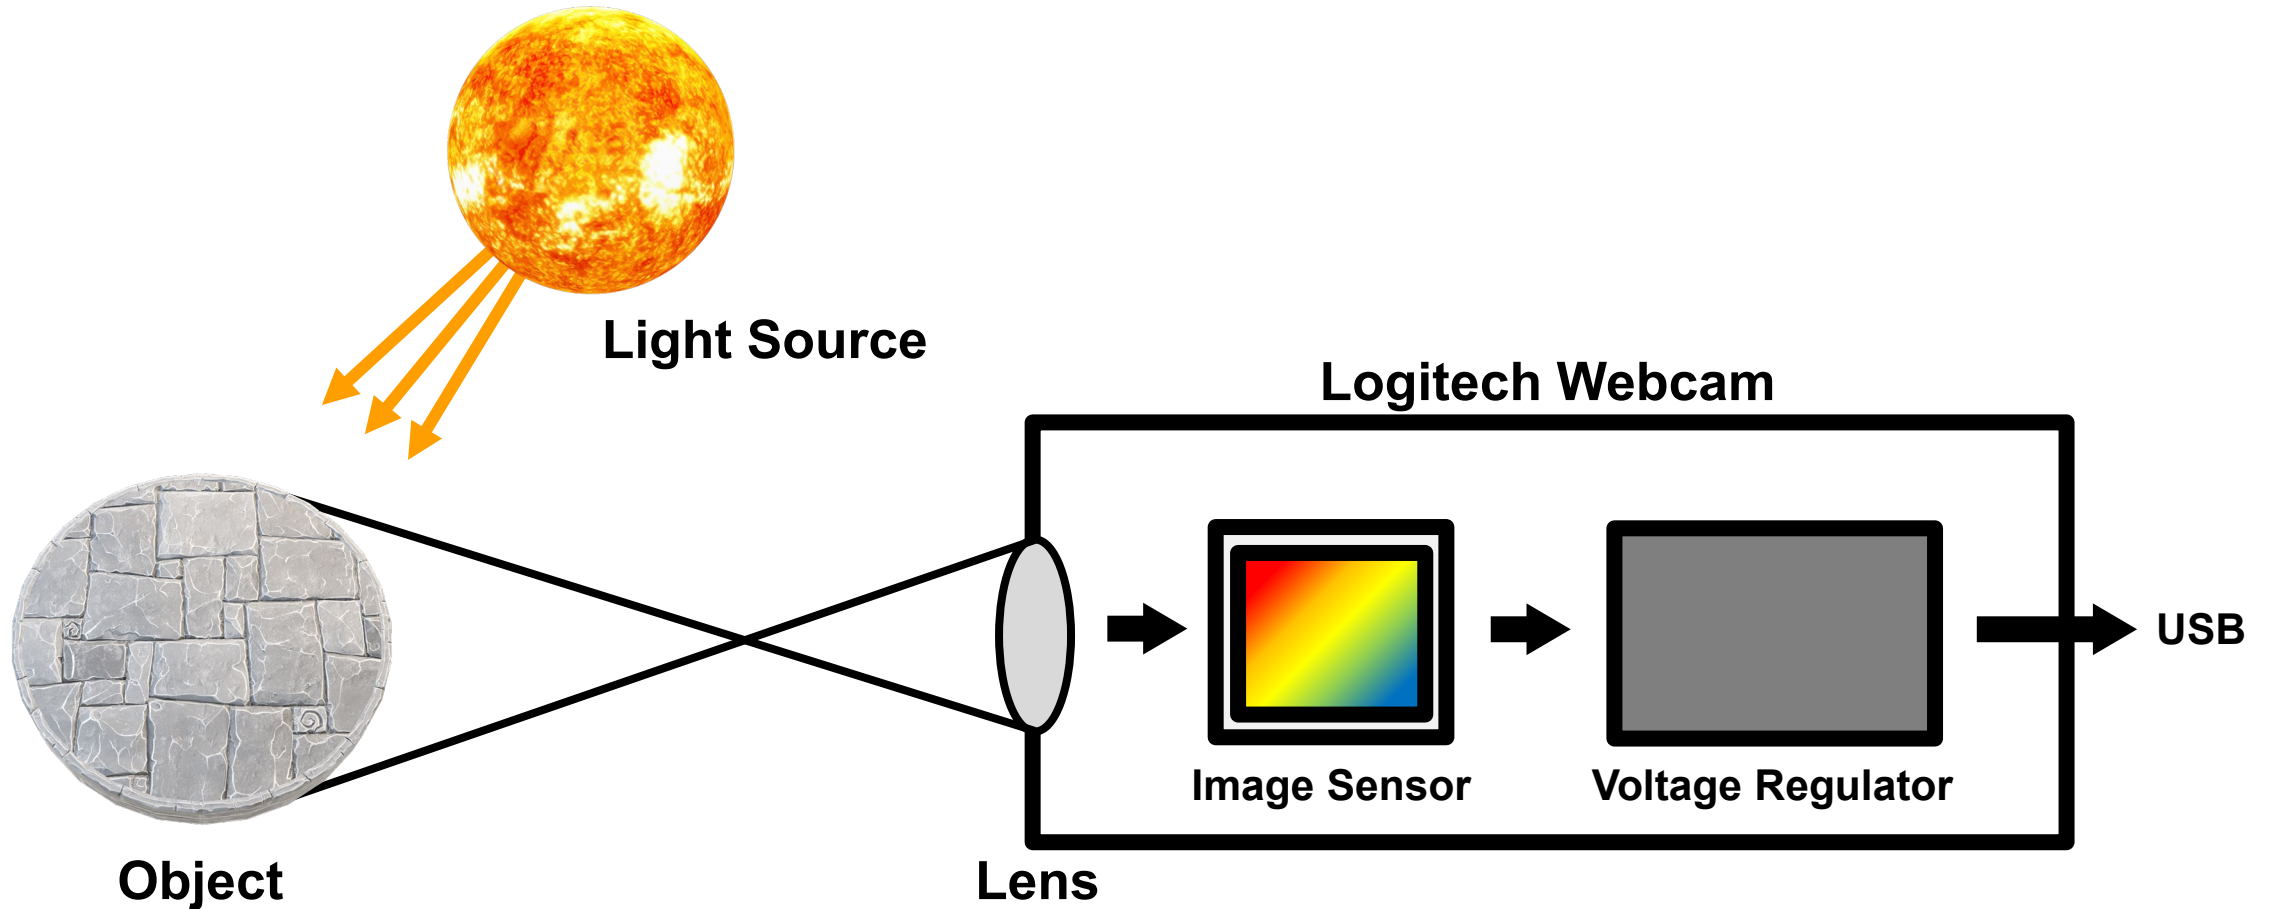 Light Source
Logitech Webcam
USB
Image Sensor
Voltage Regulator
Object
Lens